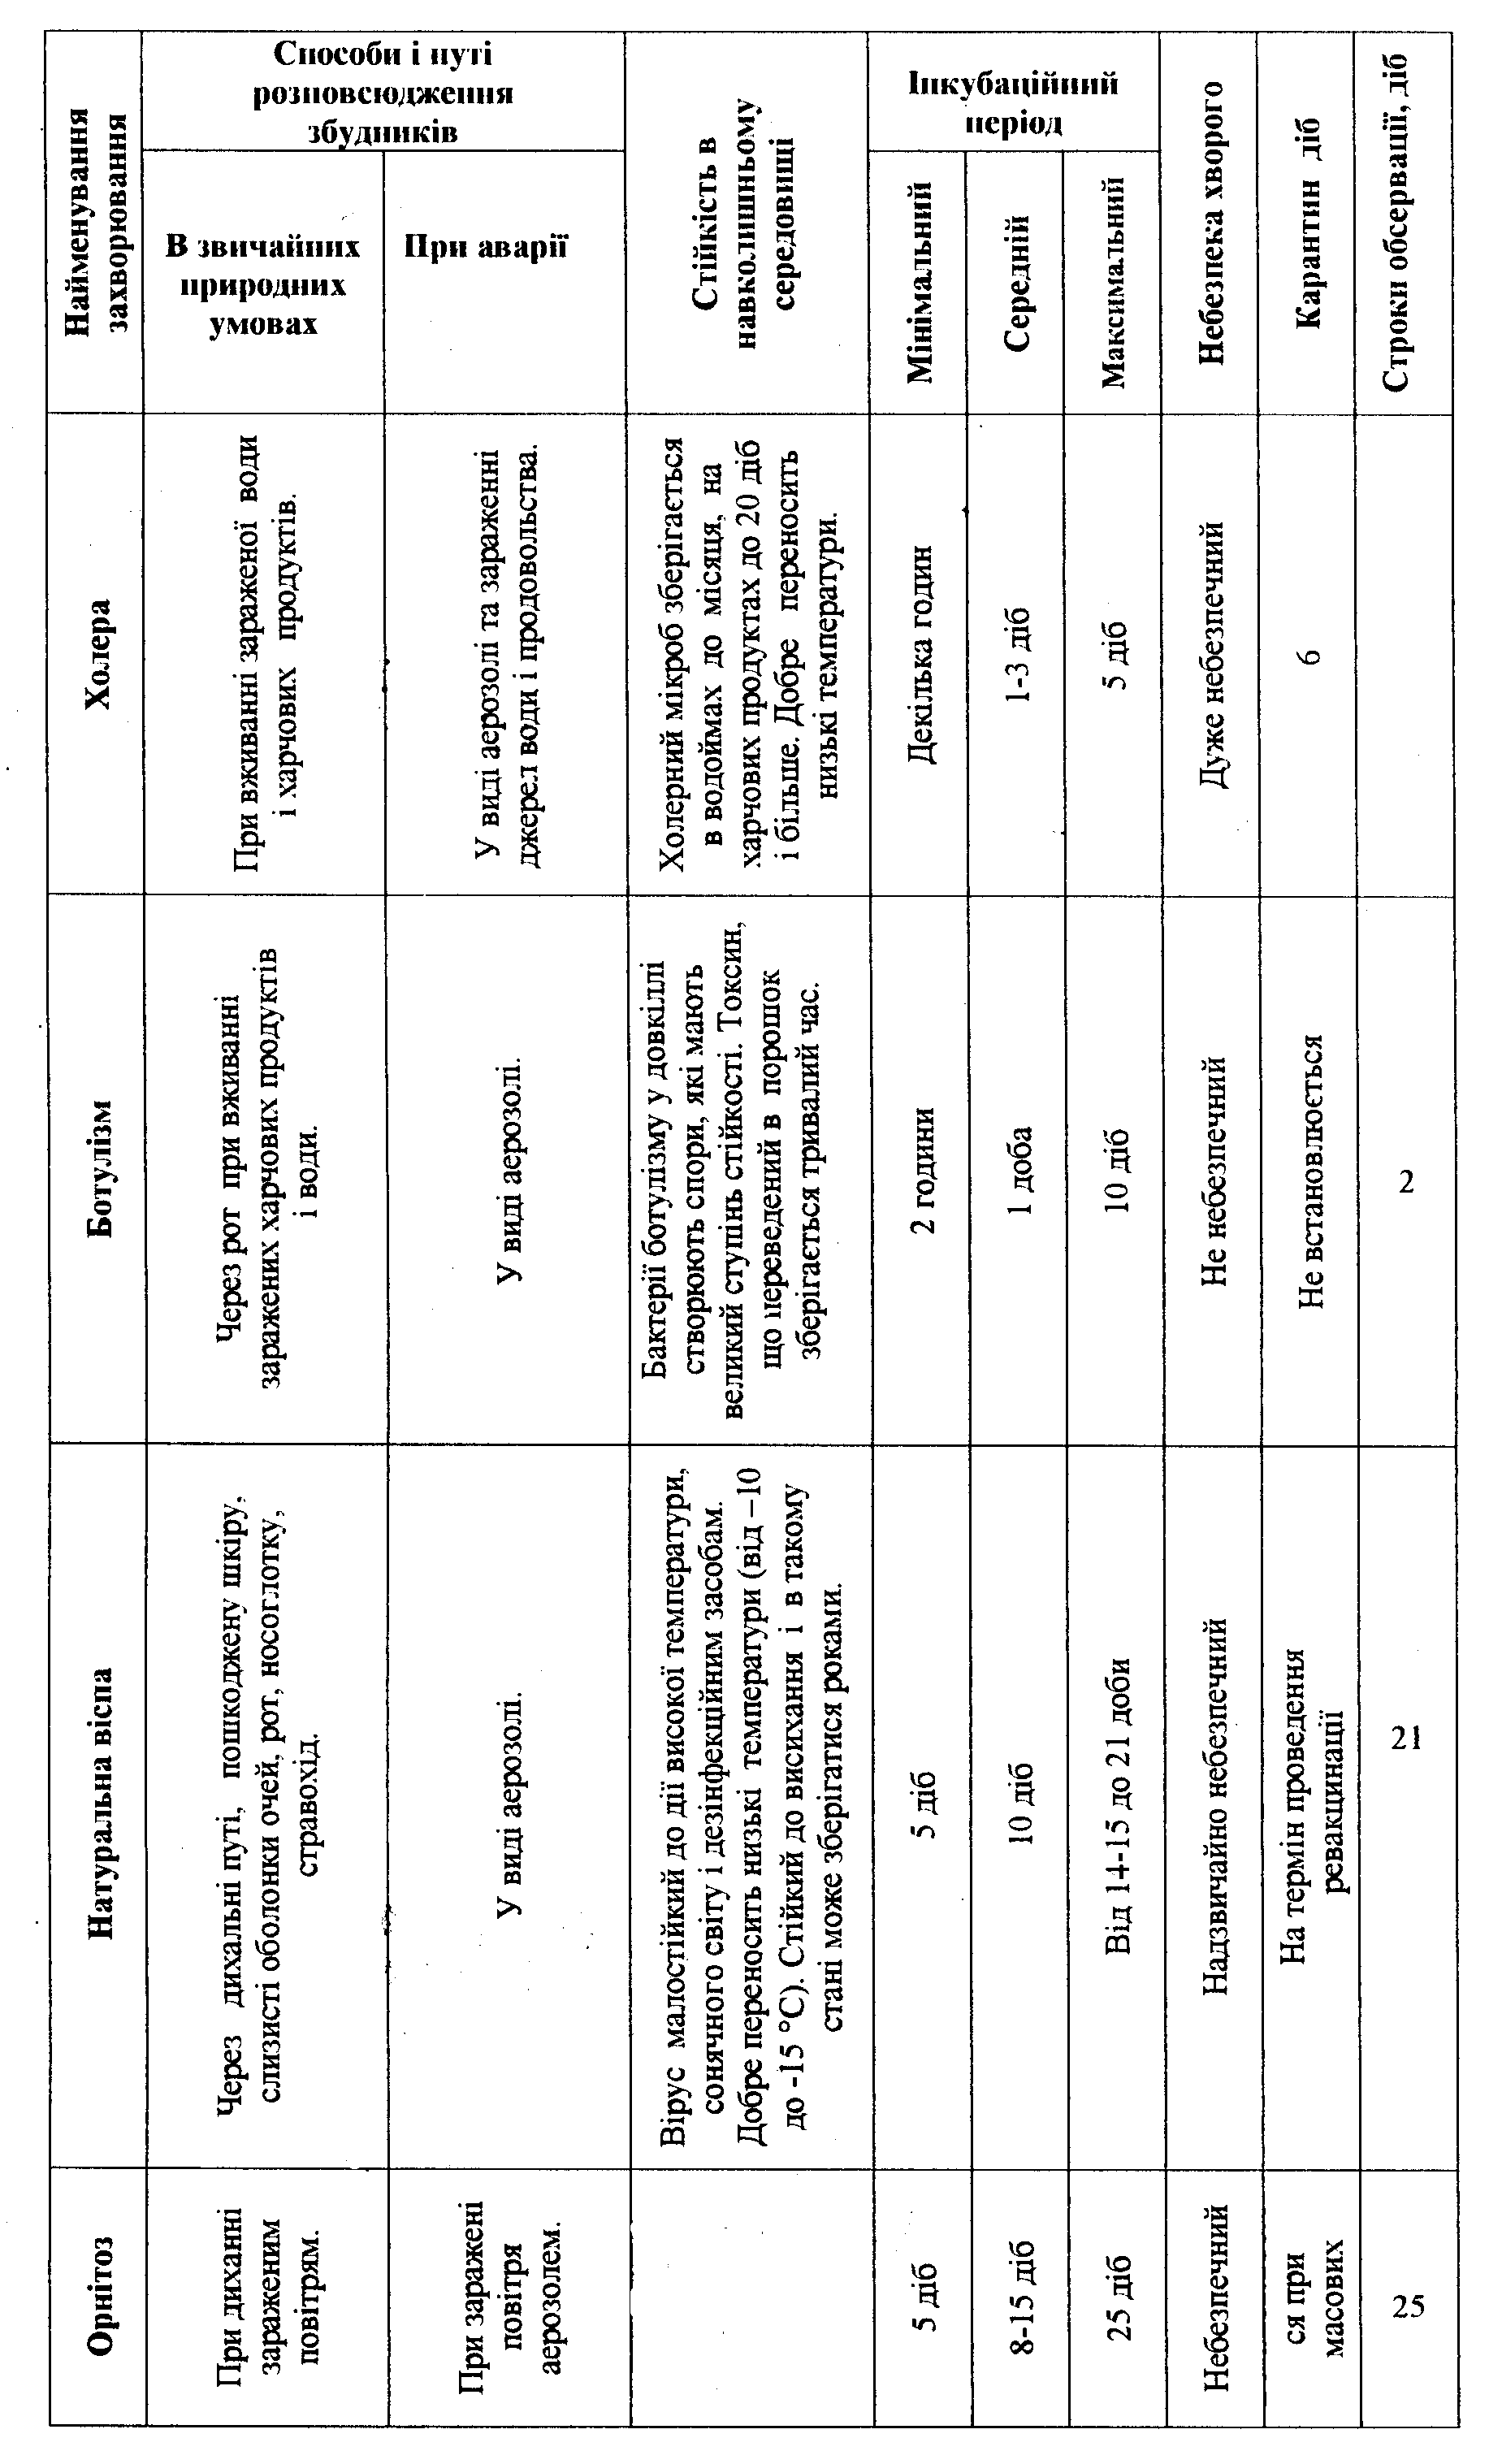 Найменування
захворювання
Способи і путі
розповсюдження
збудників
В звичайних
природних
умовах
При аварії
Стійкість в
навколишньому
середовищі
Інкубаційний
період
Мінімальний
Середній
Максимальний
Небезпека хворого
Карантин діб
Строки обсервації, діб
Холера
При вживанні зараженої води
і харчових продуктів.
У виді аерозолі та зараженні
джерел води і продовольства.
Холерний мікроб зберігається
в водоймах до місяця, на
харчових продуктах до 20 діб
і більше. Добре переносить
низькі температури.
Декілька годин
1-3 діб
5 діб
Дуже небезпечний
6
Ботулізм
Через рот при вживанні
заражених харчових продуктів
і води.
У виді аерозолі.
Бактерії ботулізму у довкіллі
створюють спори, які мають
великий ступінь стійкості. Токсин,
що переведений в порошок
зберігається тривалий час.
2 години
1 доба
10 діб
Не небезпечний
Не встановлюється
2
Натуральна віспа
Через дихальні путі, пошкоджену шкіру,
слизисті оболонки очей, рот, носоглотку,
стравохід.
У виді аерозолі.
Вірус малостійкий до дії високої температури,
сонячного світу і дезінфекційним засобам.
Добре переносить низькі температури (від –10
до -15 °С). Стійкий до висихання і в такому
стані може зберігатися роками.
5 діб
10 діб
Від 14-15 до 21 доби
Надзвичайно небезпечний
На термін проведення
ревакцинації
21
Орнітоз
При диханні
зараженим
повітрям.
При заражені
повітря
аерозолем.
5 діб
8-15 діб
25 діб
Небезпечний
ся при
масових
25